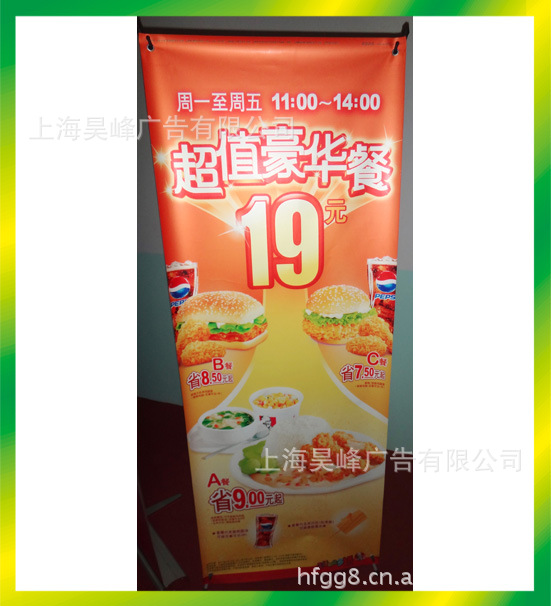 周一至周五 11:00~14:00
上海昊峰广告有限公司
超值豪华餐
19元
PEPSI
PEPSI
B餐
省8.50元起
C餐
省7.50元起
A餐
省9.00元起
上海昊峰广告有限公司
hfgg8.cn.a